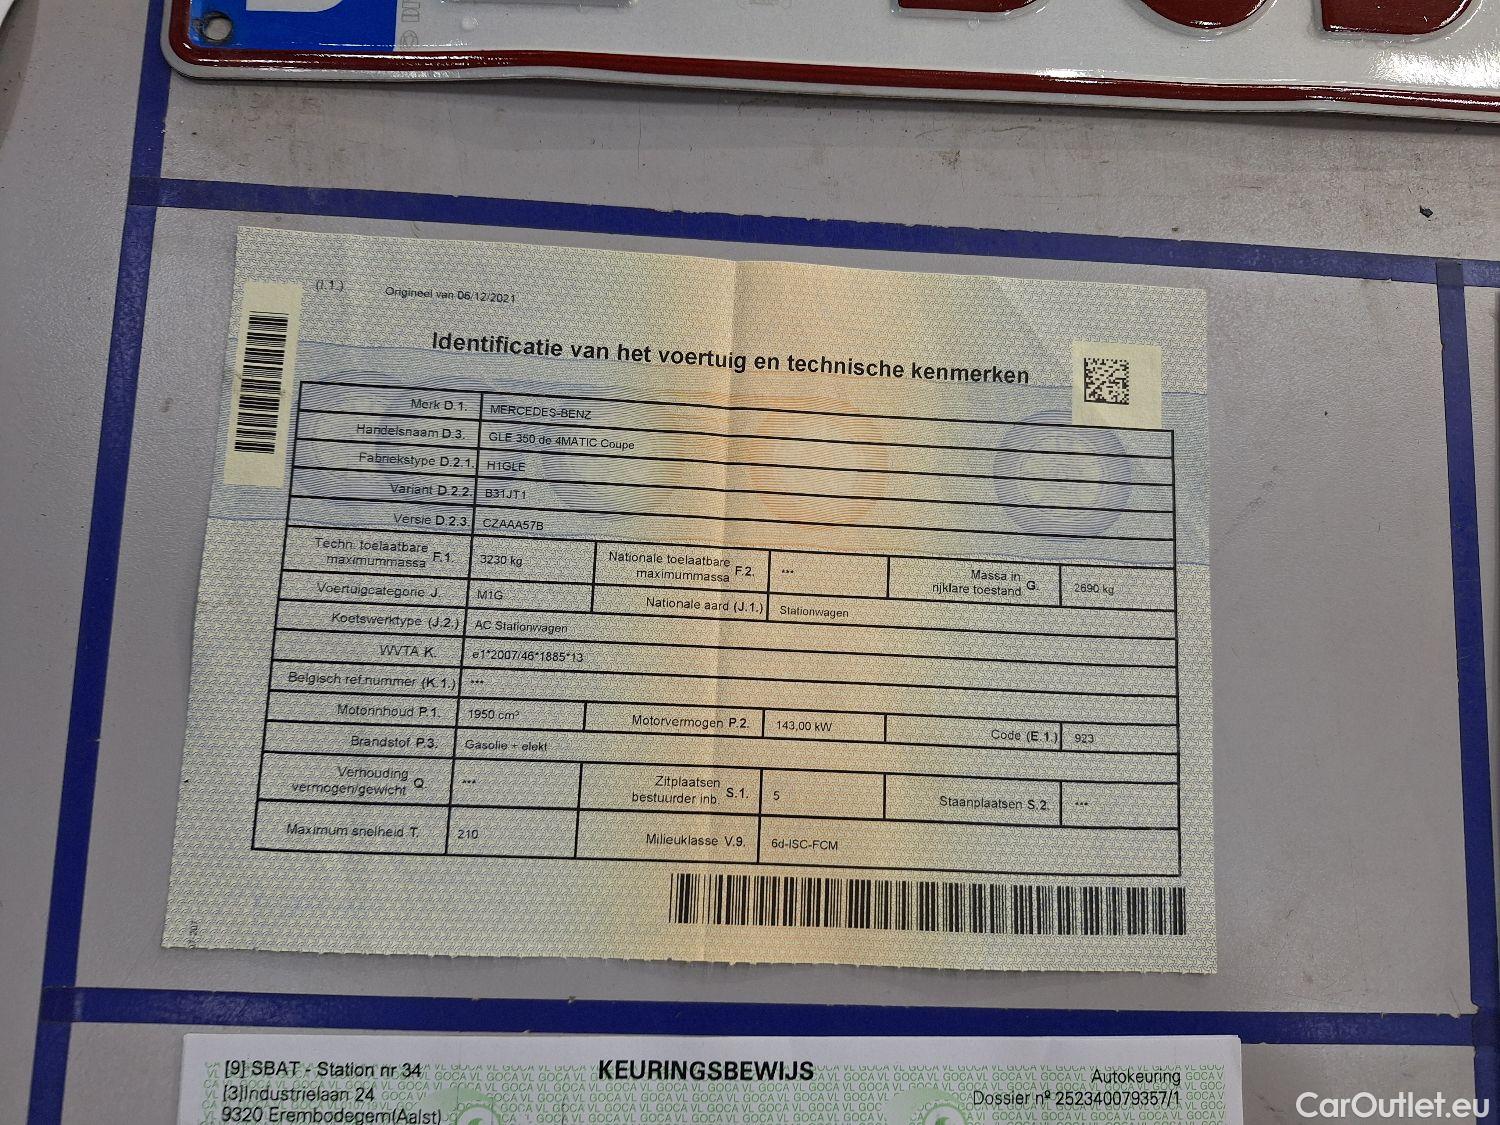 (I.1.)
Origineel van 06/12/2021
Identificatie van het voertuig en technische kenmerken
Merk D.1. MERCEDES-BENZ
Handelsnaam D.3. GLE 350 de 4MATIC Coupe
Fabriekstype D.2.1. H1GLE
Variant D.2.2. B31JT1
Versie D.2.3. CZAAA57B
Techn. toelaatbare maximummassa F.1. 3230 kg Nationale toelaatbare maximummassa F.2. *** Massa in rijklare toestand G. 2690 kg
Voertuigcategorie J. M1G Nationale aard (J.1.) Stationwagen
Koetswerktype (J.2.) AC Stationwagen
WVTA K. e1*2007/46*1885*13
Belgisch ref.nummer (K.1.) ***
Motorinhoud P.1. 1950 cm³ Motorvermogen P.2. 143,00 kW Code (E.1.) 923
Brandstof P.3. Gasolie + elekt
Verhouding vermogen/gewicht Q *** Zitplaatsen bestuurder inb. S.1. 5 Staanplaatsen S.2. ***
Maximum snelheid T. 210 Milieuklasse V.9. 6d-ISC-FCM
[9] SBAT - Station nr 34
KEURINGSBEWIJS
Autokeuring
[3]Industrielaan 24
Dossier nº 252340079357/1
9320 Erembodegem(Aalst)
CarOutlet.eu